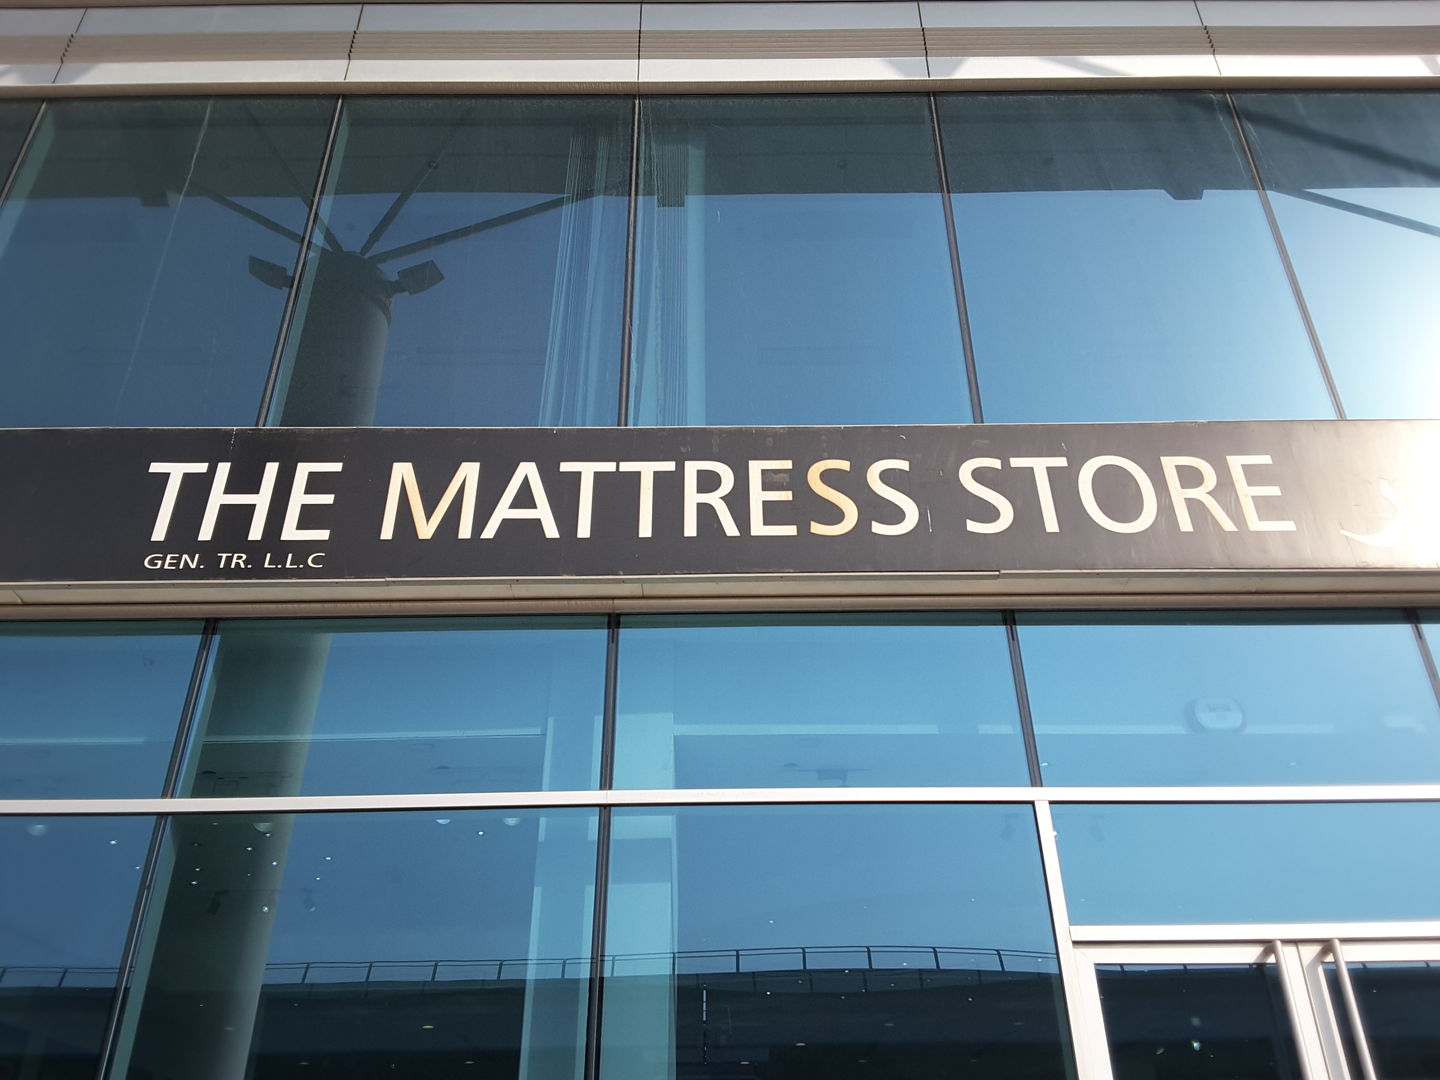 THE MATTRESS STORE
GEN. TR. L.L.C